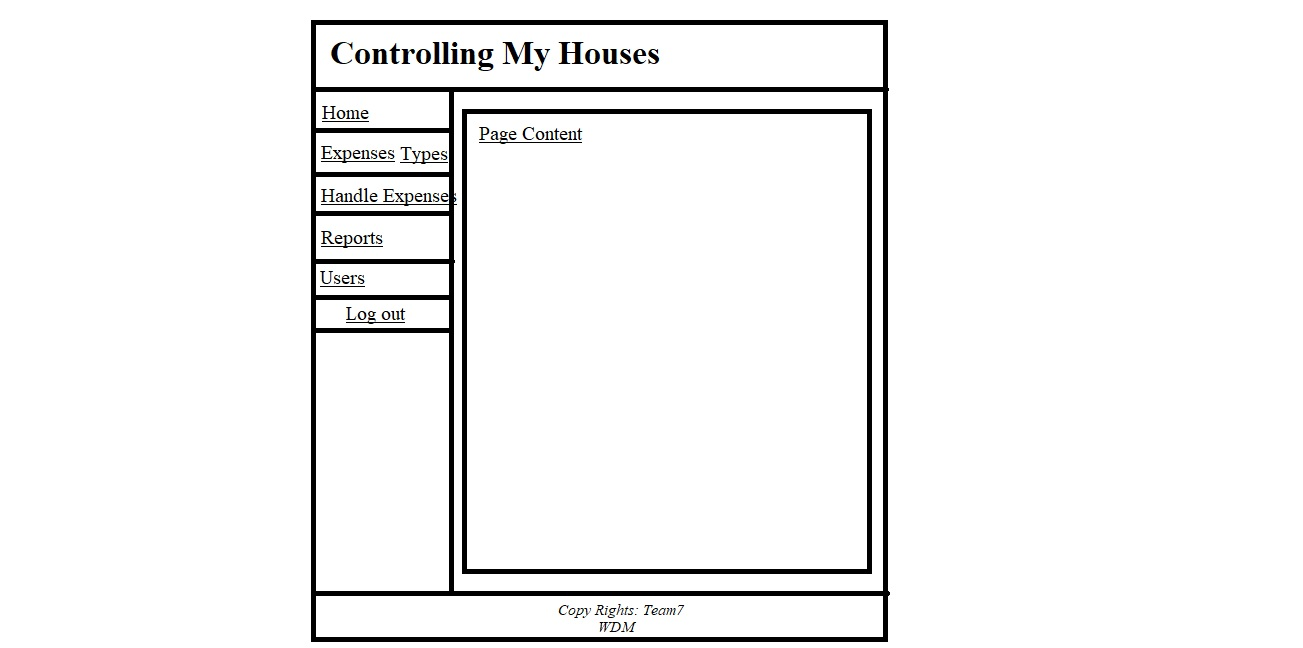 Controlling My Houses
Home
Expenses Types
Handle Expenses
Reports
Users
Log out
Page Content
Copy Rights: Team7
WDM